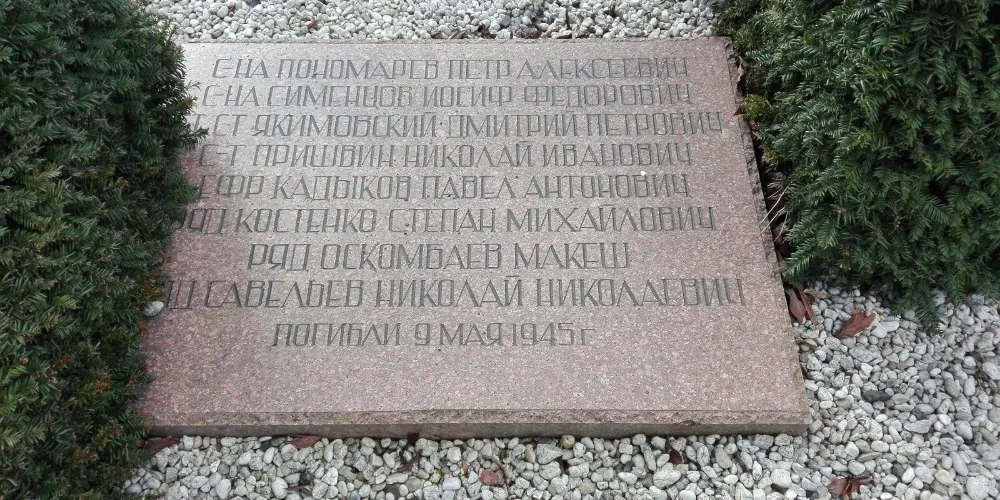 С-НА ПОНОМАРЕВ ПЕТР АЛЕКСЕЕВИЧ
С-НА СИМЕНЦОВ ИОСИФ ФЕДОРОВИЧ
СТ ЯКИМОВСКИЙ ДМИТРИЙ ПЕТРОВИЧ
С-Т ПРИШВИН НИКОЛАЙ ИВАНОВИЧ
ЕФР КАДЫКОВ ПАВЕЛ АНТОНОВИЧ
РЯД КОСТЕНКО СТЕПАН МИХАЙЛОВИЧ
РЯД ОСКОМБАЕВ МАКЕШ
САВЕЛЬЕВ НИКОЛАЙ НИКОЛАЕВИЧ
ПОГИБЛИ 9 МАЯ 1945 г